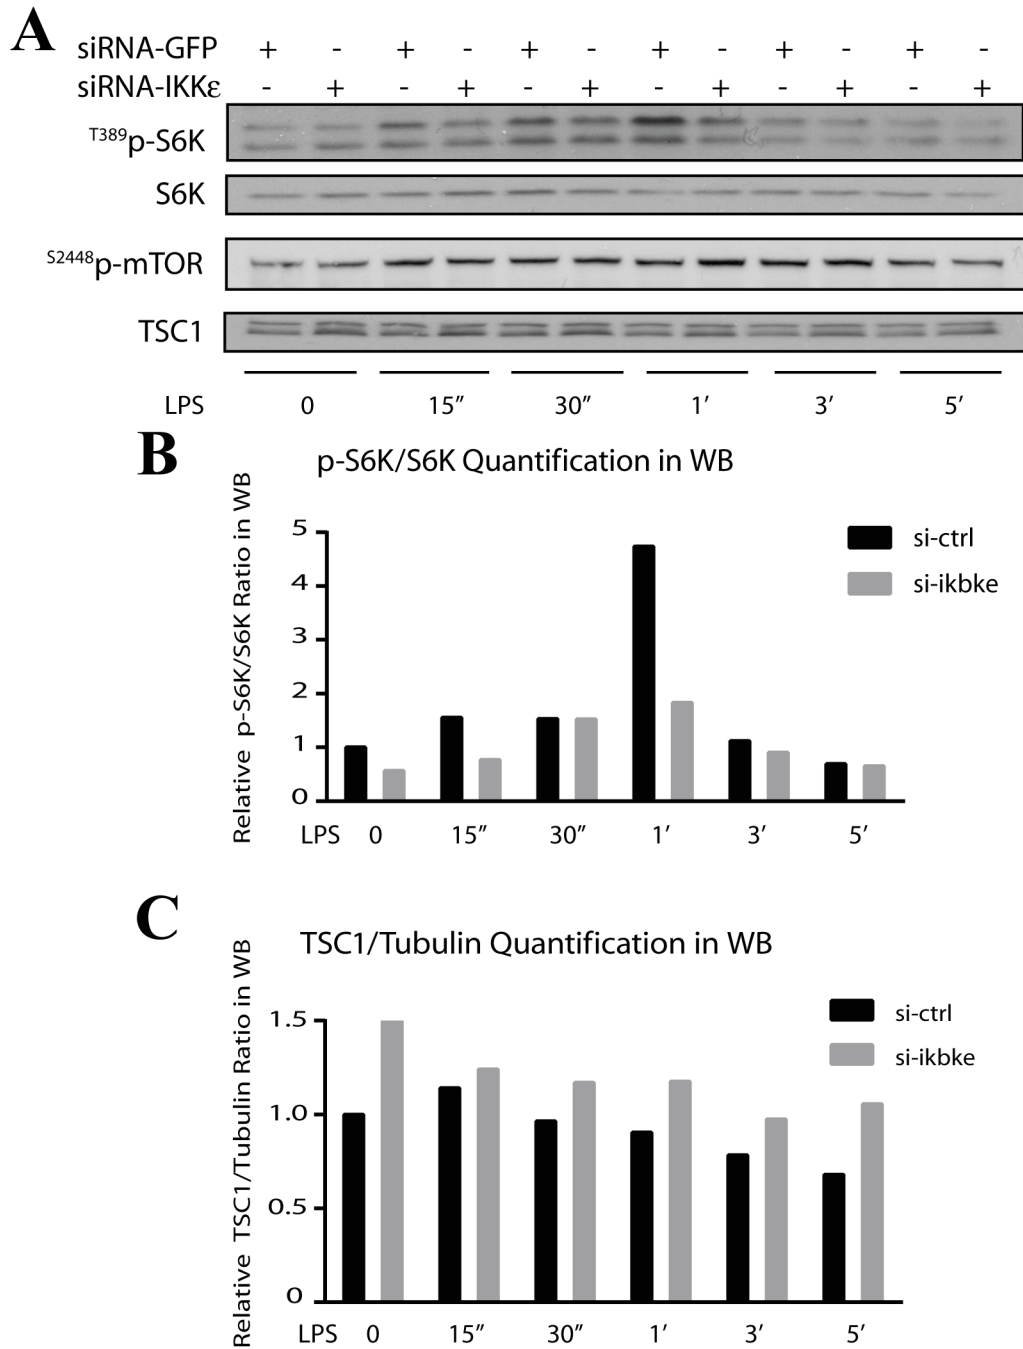 A
siRNA-GFP + - + - + - + - + - + -
siRNA-IKKε - + - + - + - + - + - +
T389p-S6K
S6K
S2448p-mTOR
TSC1
LPS 0 15″ 30″ 1′ 3′ 5′
B
p-S6K/S6K Quantification in WB
Relative p-S6K/S6K Ratio in WB
5
4
3
2
1
0
si-ctrl
si-ikbke
LPS 0 15″ 30″ 1′ 3′ 5′
C
TSC1/Tubulin Quantification in WB
Relative TSC1/Tubulin Ratio in WB
1.5
1.0
0.5
0
si-ctrl
si-ikbke
LPS 0 15″ 30″ 1′ 3′ 5′